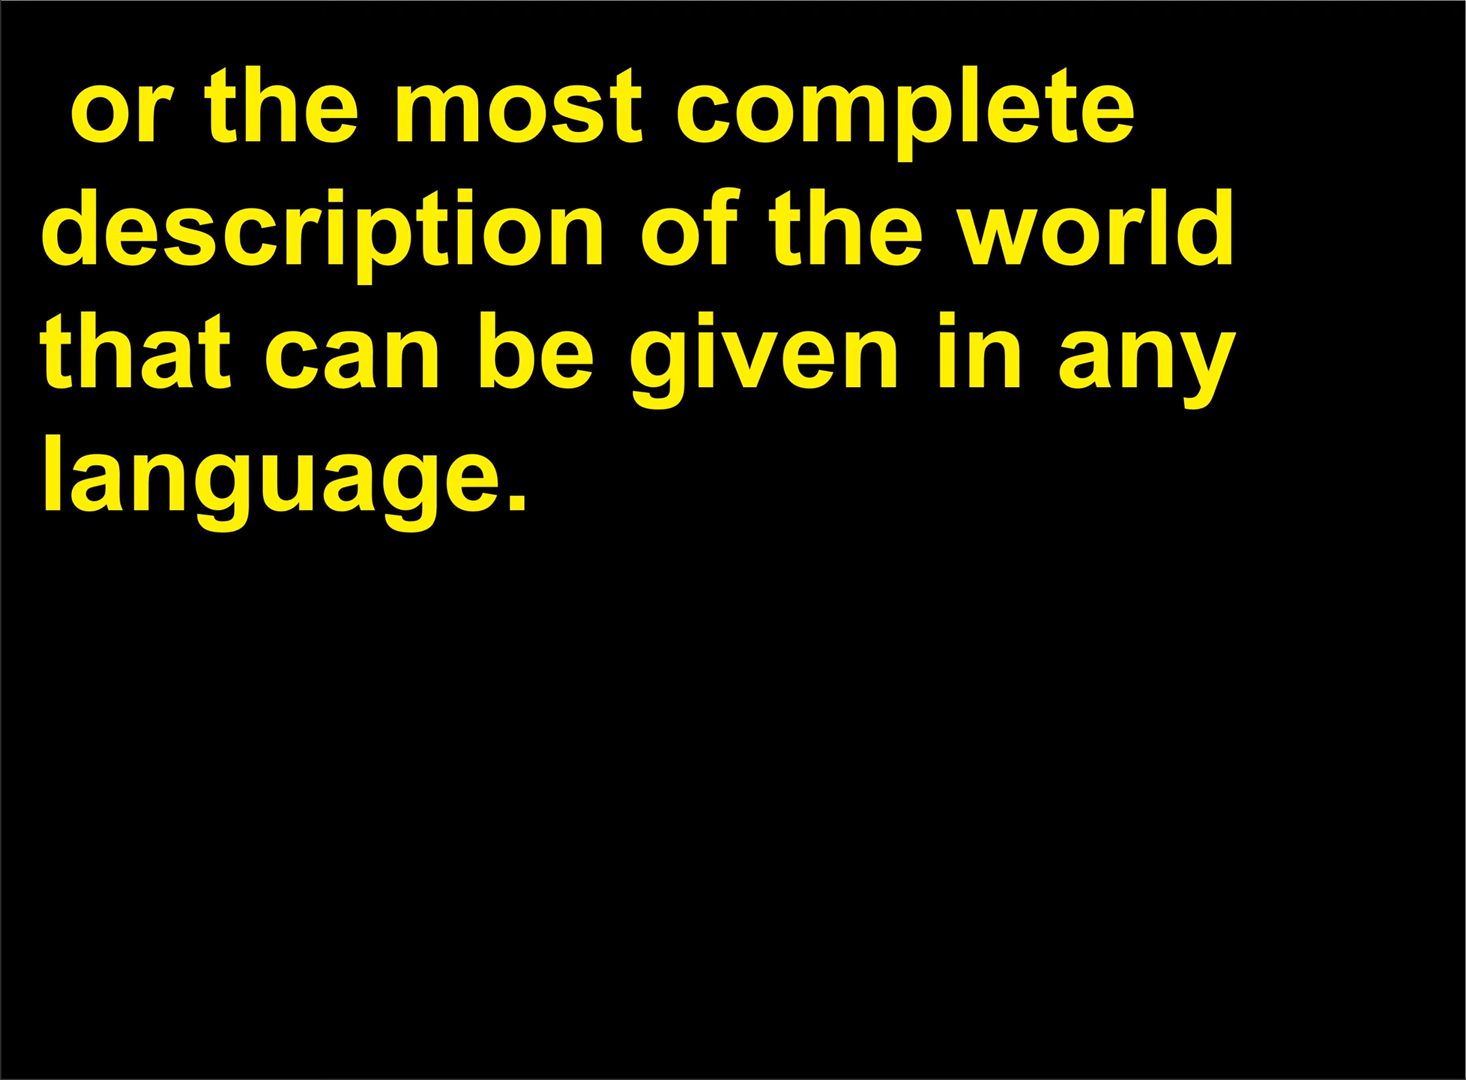 or the most complete
description of the world
that can be given in any
language.